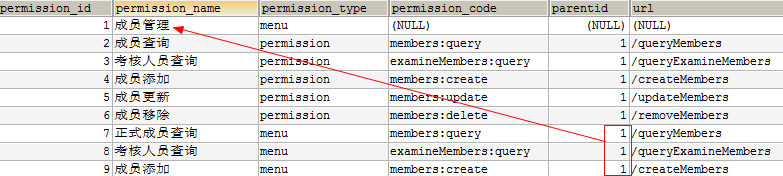 permission_id permission_name permission_type permission_code parentid url
1 成员管理 menu (NULL) (NULL) (NULL)
2 成员查询 permission members:query 1 /queryMembers
3 考核人员查询 permission examineMembers:query 1 /queryExamineMembers
4 成员添加 permission members:create 1 /createMembers
5 成员更新 permission members:update 1 /updateMembers
6 成员移除 permission members:delete 1 /removeMembers
7 正式成员查询 menu members:query 1 /queryMembers
8 考核人员查询 menu examineMembers:query 1 /queryExamineMembers
9 成员添加 menu members:create 1 /createMembers